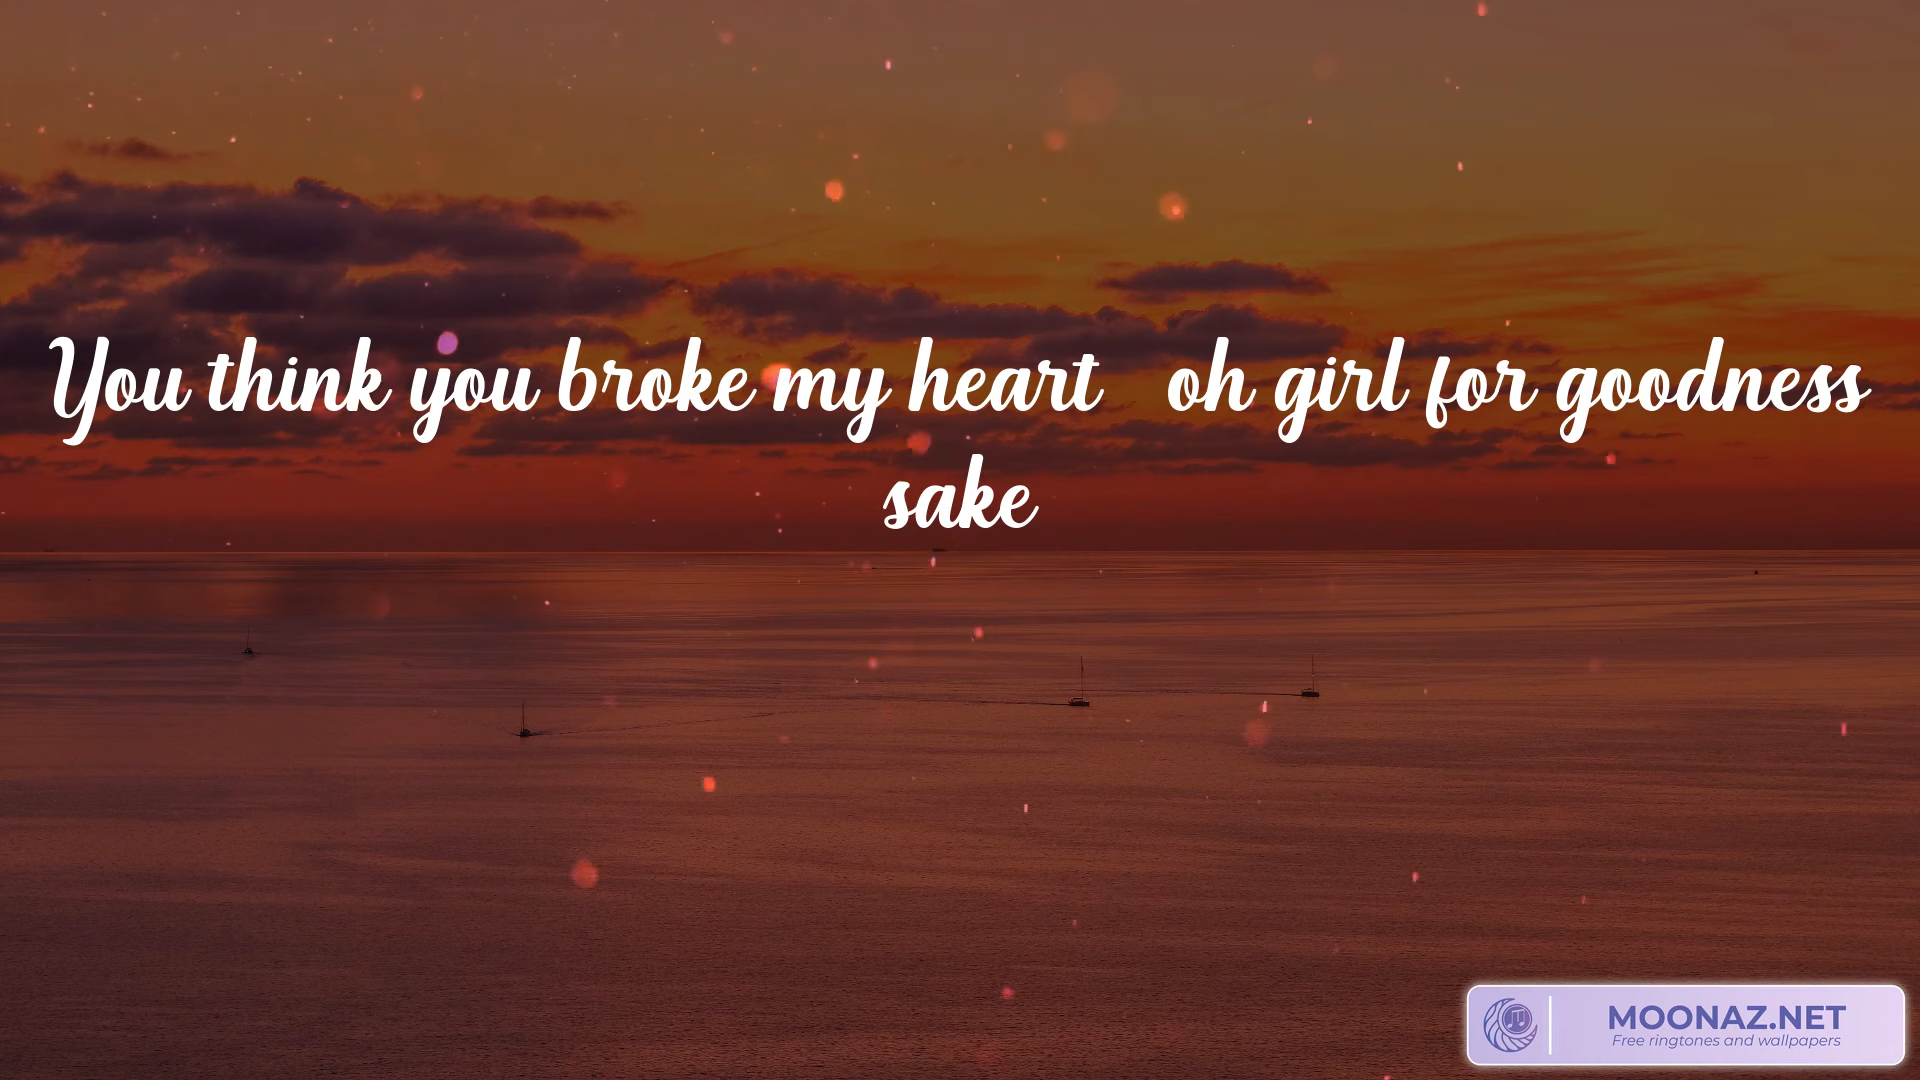 You think you broke my heart   oh girl for goodness
sake
MOONAZ.NET
Free ringtones and wallpapers